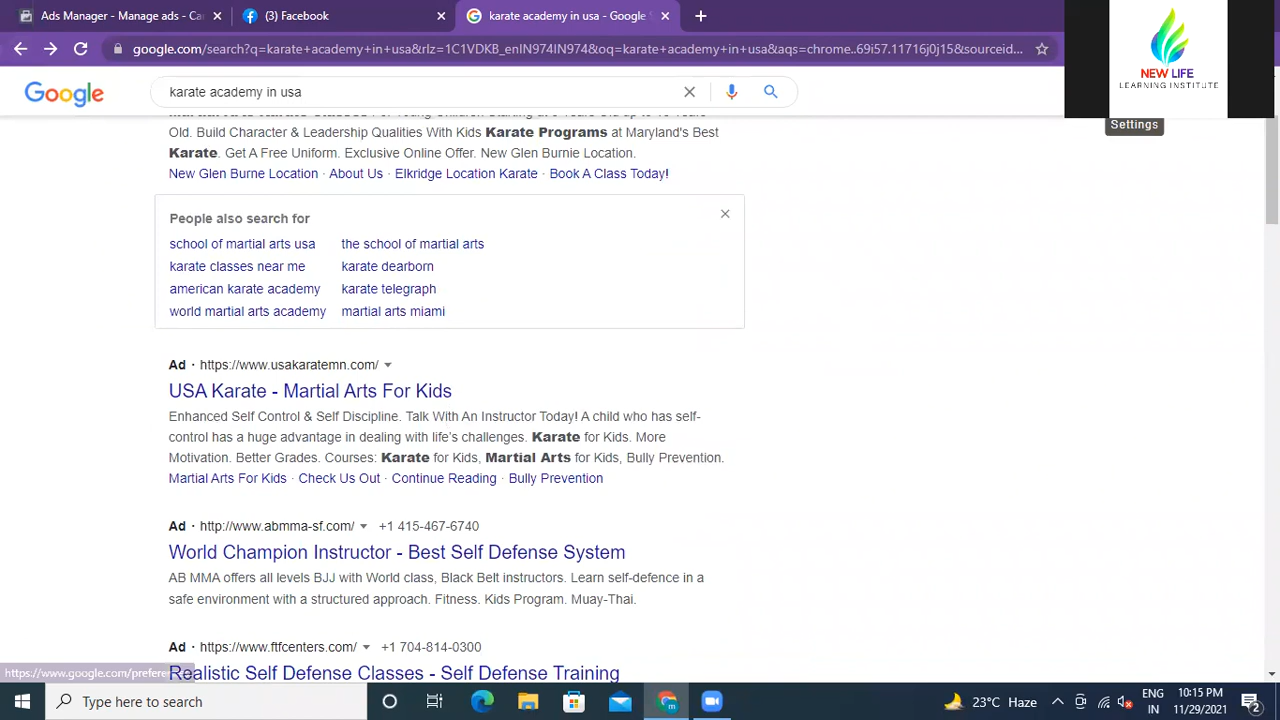 Ads Manager - Manage ads - Ca
(3) Facebook
karate academy in usa - Google S
google.com/search?q=karate+academy+in+usa&rlz=1C1VDKB_enIN974IN974&oq=karate+academy+in+usa&aqs=chrome..69i57.11716j0j15&sourceid...
NEW LIFE
LEARNING INSTITUTE
Google
karate academy in usa
Settings
Old. Build Character & Leadership Qualities With Kids Karate Programs at Maryland's Best
Karate. Get A Free Uniform. Exclusive Online Offer. New Glen Burnie Location.
New Glen Burne Location · About Us · Elkridge Location Karate · Book A Class Today!
People also search for
school of martial arts usa the school of martial arts
karate classes near me karate dearborn
american karate academy karate telegraph
world martial arts academy martial arts miami
Ad · https://www.usakaratemn.com/
USA Karate - Martial Arts For Kids
Enhanced Self Control & Self Discipline. Talk With An Instructor Today! A child who has self-
control has a huge advantage in dealing with life's challenges. Karate for Kids. More
Motivation. Better Grades. Courses: Karate for Kids, Martial Arts for Kids, Bully Prevention.
Martial Arts For Kids · Check Us Out · Continue Reading · Bully Prevention
Ad · http://www.abmma-sf.com/ +1 415-467-6740
World Champion Instructor - Best Self Defense System
AB MMA offers all levels BJJ with World class, Black Belt instructors. Learn self-defence in a
safe environment with a structured approach. Fitness. Kids Program. Muay-Thai.
Ad · https://www.ftfcenters.com/ +1 704-814-0300
Realistic Self Defense Classes - Self Defense Training
https://www.google.com/prefere
Type here to search
23°C Haze
ENG
IN
10:15 PM
11/29/2021
2